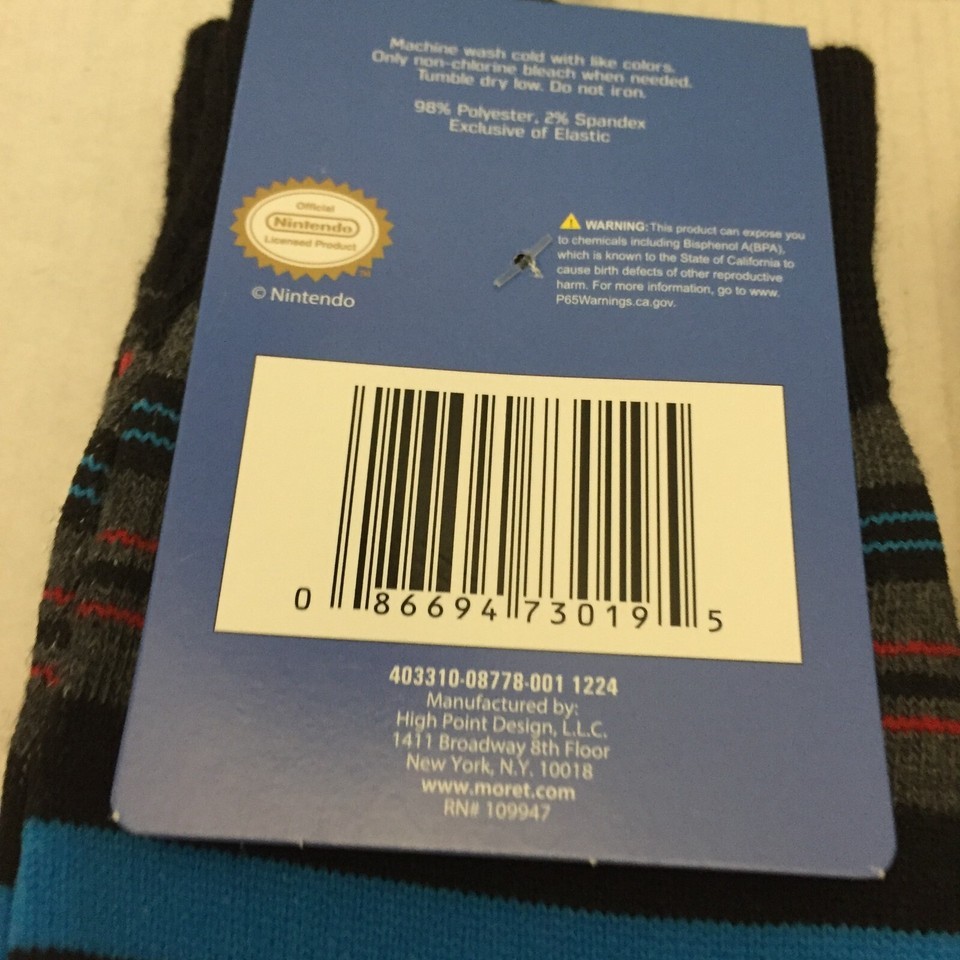 Machine wash cold with like colors.
Only non-chlorine bleach when needed.
Tumble dry low. Do not iron.
98% Polyester, 2% Spandex
Exclusive of Elastic
Official
Nintendo
Licensed Product
TM
© Nintendo
WARNING: This product can expose you
to chemicals including Bisphenol A(BPA),
which is known to the State of California to
cause birth defects of other reproductive
harm. For more information, go to www.
P65Warnings.ca.gov.
0 86694 73019 5
403310-08778-001 1224
Manufactured by:
High Point Design, L.L.C.
1411 Broadway 8th Floor
New York, N.Y. 10018
www.moret.com
RN# 109947